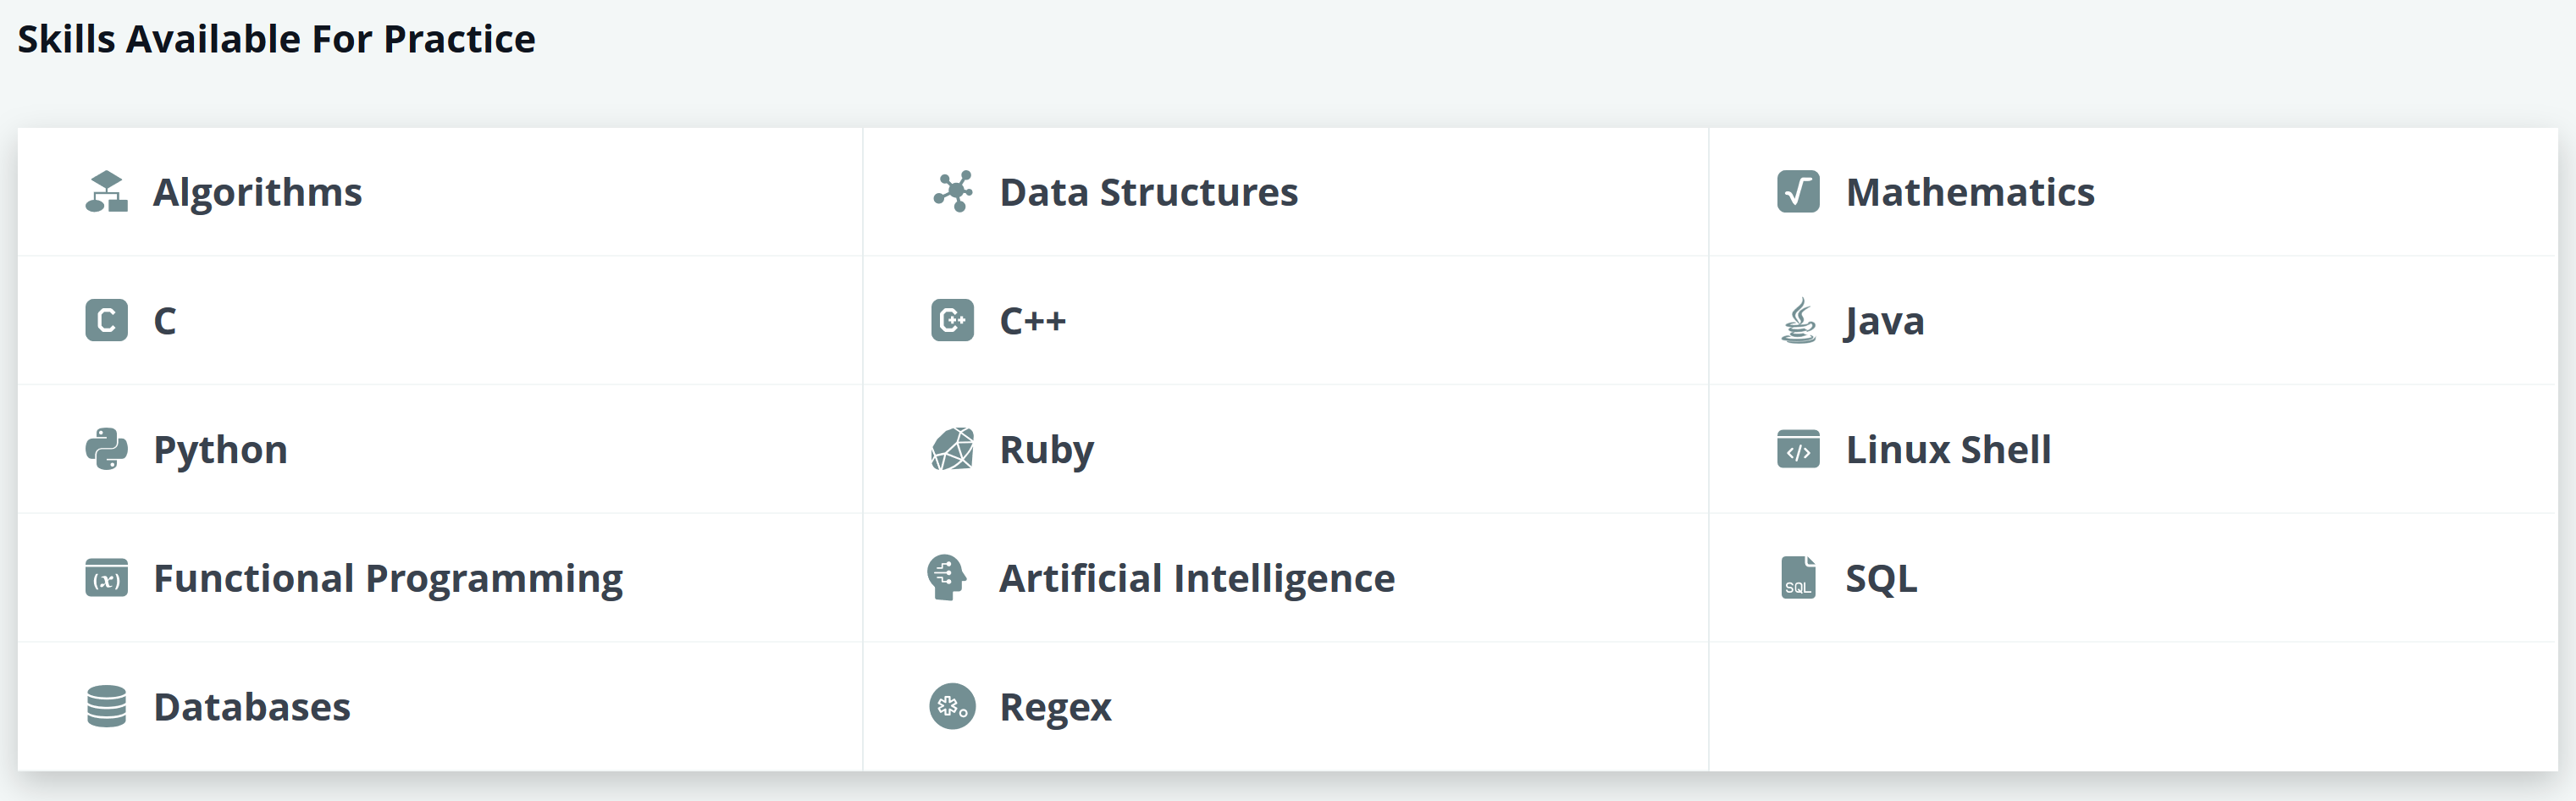 Skills Available For Practice
Algorithms
Data Structures
Mathematics
C
C
C++
C++
Java
Python
Ruby
</>
Linux Shell
(x)
Functional Programming
Artificial Intelligence
SQL
SQL
Databases
Regex